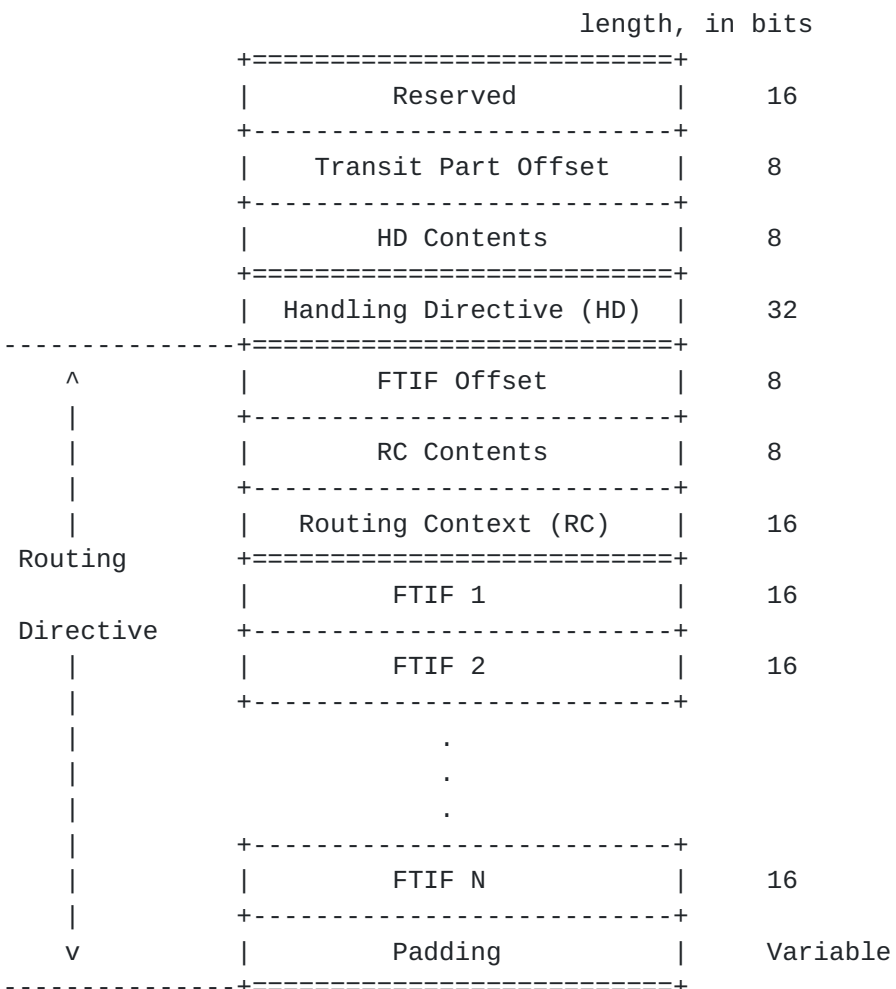 length, in bits
               +===========================+
               |         Reserved          |     16
               +---------------------------+
               |    Transit Part Offset    |     8
               +---------------------------+
               |        HD Contents        |     8
               +===========================+
               |  Handling Directive (HD)  |     32
---------------+===========================+
    ^          |        FTIF Offset        |     8
    |          +---------------------------+
    |          |        RC Contents        |     8
    |          +---------------------------+
    |          |   Routing Context (RC)    |     16
 Routing       +===========================+
               |         FTIF 1            |     16
 Directive     +---------------------------+
    |          |         FTIF 2            |     16
    |          +---------------------------+
    |                       .
    |                       .
    |                       .
    |          +---------------------------+
    |          |         FTIF N            |     16
    |          +---------------------------+
    v          |         Padding           |     Variable
---------------+===========================+